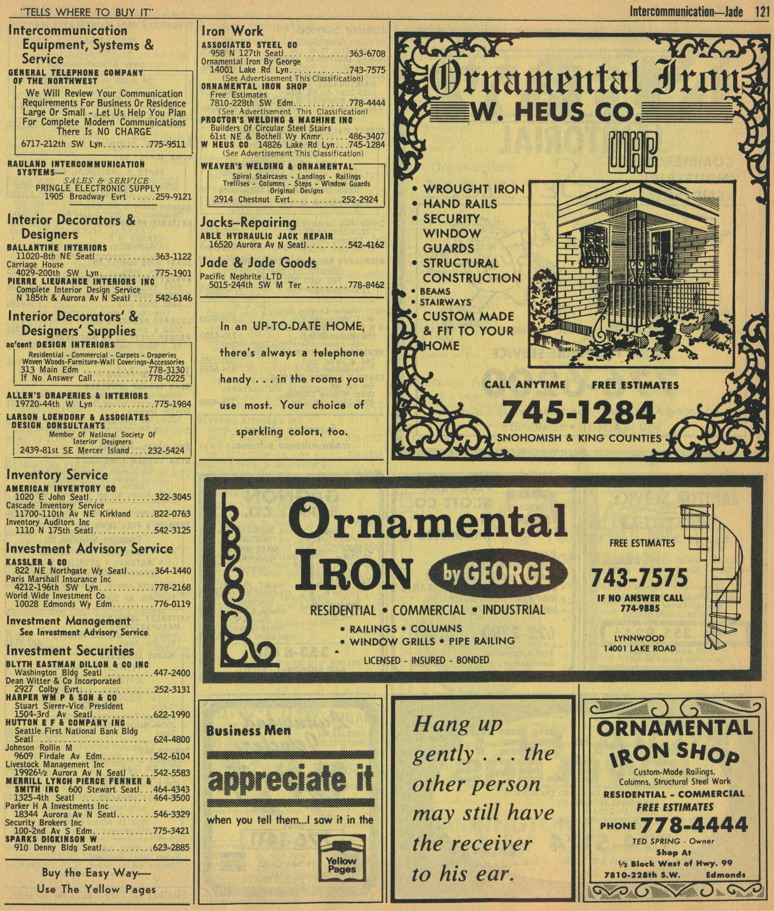 "TELLS WHERE TO BUY IT"
Intercommunication—Jade 121
Intercommunication
Equipment, Systems &
Service
GENERAL TELEPHONE COMPANY
OF THE NORTHWEST
We Will Review Your Communication
Requirements For Business Or Residence
Large Or Small - Let Us Help You Plan
For Complete Modern Communications
There Is NO CHARGE
6717-212th SW Lyn..........775-9511
RAULAND INTERCOMMUNICATION
SYSTEMS—
SALES & SERVICE
PRINGLE ELECTRONIC SUPPLY
1905 Broadway Evrt .......259-9121
Interior Decorators &
Designers
BALLANTINE INTERIORS
11020-8th NE Seatl..........363-1122
Carriage House
4029-200th SW Lyn.........775-1901
PIERRE LIEURANCE INTERIORS INC
Complete Interior Design Service
N 185th & Aurora Av N Seatl ..542-6146
Interior Decorators' &
Designers' Supplies
ac'cent DESIGN INTERIORS
Residential - Commercial - Carpets - Draperies
Woven Woods-Furniture-Wall Coverings-Accessories
313 Main Edm ..............778-3130
If No Answer Call...........778-0225
ALLEN'S DRAPERIES & INTERIORS
19720-44th W Lyn ...........775-1984
LARSON LOENDORF & ASSOCIATES
DESIGN CONSULTANTS
Member Of National Society Of
Interior Designers
2439-81st SE Mercer Island....232-5424
Inventory Service
AMERICAN INVENTORY CO
1020 E John Seatl............322-3045
Cascade Inventory Service
11700-110th Av NE Kirkland ....822-0763
Inventory Auditors Inc
1110 N 175th Seatl...........542-3125
Investment Advisory Service
KASSLER & CO
822 NE Northgate Wy Seatl.....364-1440
Paris Marshall Insurance Inc
4212-196th SW Lyn..........778-2168
World Wide Investment Co
10028 Edmonds Wy Edm.......776-0119
Investment Management
See Investment Advisory Service
Investment Securities
BLYTH EASTMAN DILLON & CO INC
Washington Bldg Seatl.........447-2400
Dean Witter & Co Incorporated
2927 Colby Evrt..............252-3131
HARPER WM P & SON & CO
Stuart Sierer-Vice President
1504-3rd Av Seatl...........622-1990
HUTTON E F & COMPANY INC
Seattle First National Bank Bldg
Seatl ....................624-4800
Johnson Rollin M
9609 Firdale Av Edm..........542-6104
Livestock Management Inc
19926½ Aurora Av N Seatl.....542-5583
MERRILL LYNCH PIERCE FENNER &
SMITH INC 600 Stewart Seatl...464-4343
1325-4th Seatl .............464-3500
Parker H A Investments Inc
18344 Aurora Av N Seatl.......546-3329
Security Brokers Inc
100-2nd Av S Edm...........775-3421
SPARKS DICKINSON W
910 Denny Bldg Seatl..........623-2885
Buy the Easy Way—
Use The Yellow Pages
Iron Work
ASSOCIATED STEEL CO
958 N 127th Seatl............363-6708
Ornamental Iron By George
14001 Lake Rd Lyn...........743-7575
(See Advertisement This Classification)
ORNAMENTAL IRON SHOP
Free Estimates
7810-228th SW Edm..........778-4444
(See Advertisement This Classification)
PROCTOR'S WELDING & MACHINE INC
Builders Of Circular Steel Stairs
61st NE & Bothell Wy Knmr.....486-3407
W HEUS CO 14826 Lake Rd Lyn...745-1284
(See Advertisement This Classification)
WEAVER'S WELDING & ORNAMENTAL
Spiral Staircases - Landings - Railings
Trellises - Columns - Steps - Window Guards
Original Designs
2914 Chestnut Evrt...........252-2924
Jacks—Repairing
ABLE HYDRAULIC JACK REPAIR
16520 Aurora Av N Seatl.......542-4162
Jade & Jade Goods
Pacific Nephrite LTD
5015-244th SW M Ter ........778-8462
In an UP-TO-DATE HOME,
there's always a telephone
handy . . . in the rooms you
use most. Your choice of
sparkling colors, too.
Ornamental Iron
W. HEUS CO.
WHC
• WROUGHT IRON
• HAND RAILS
• SECURITY
WINDOW
GUARDS
• STRUCTURAL
CONSTRUCTION
• BEAMS
• STAIRWAYS
• CUSTOM MADE
& FIT TO YOUR
HOME
CALL ANYTIME FREE ESTIMATES
745-1284
SNOHOMISH & KING COUNTIES
Ornamental
IRON by GEORGE
RESIDENTIAL • COMMERCIAL • INDUSTRIAL
• RAILINGS • COLUMNS
• WINDOW GRILLS • PIPE RAILING
LICENSED - INSURED - BONDED
FREE ESTIMATES
743-7575
IF NO ANSWER CALL
774-9885
LYNNWOOD
14001 LAKE ROAD
Business Men
appreciate it
when you tell them...I saw it in the
Yellow
Pages
Hang up
gently . . . the
other person
may still have
the receiver
to his ear.
ORNAMENTAL
IRON SHOP
Custom-Made Railings,
Columns, Structural Steel Work
RESIDENTIAL - COMMERCIAL
FREE ESTIMATES
PHONE 778-4444
TED SPRING - Owner
Shop At
½ Block West of Hwy. 99
7810-228th S.W. Edmonds